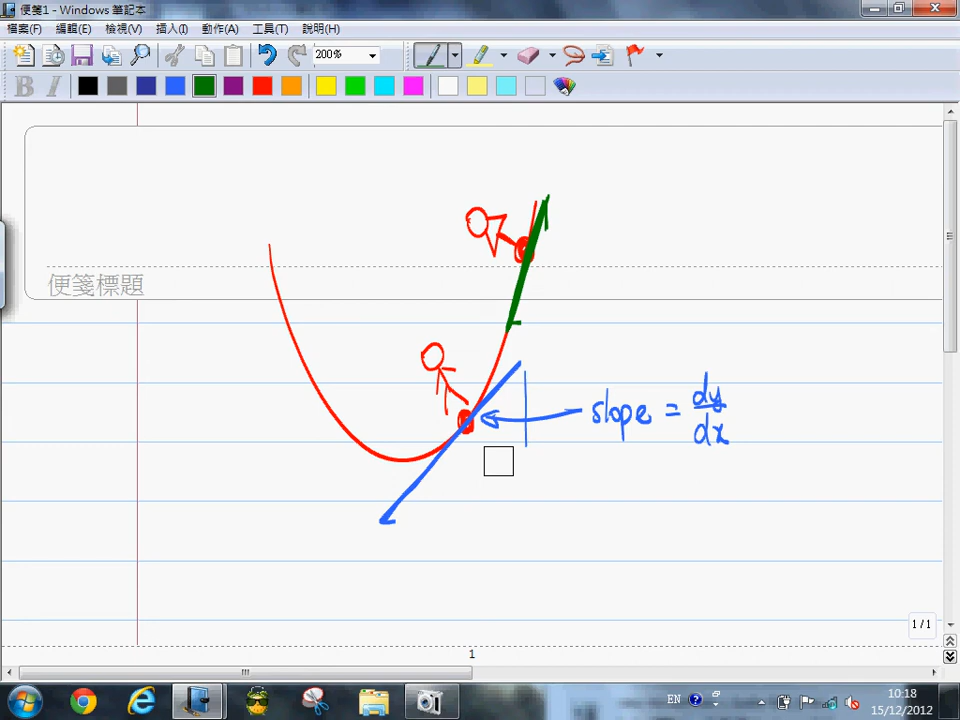 便箋1 - Windows 筆記本
檔案(F) 編輯(E) 檢視(V) 插入(I) 動作(A) 工具(T) 說明(H)
200%
B I
便箋標題
slope = dy/dx
1 / 1
1
EN
10:18
15/12/2012